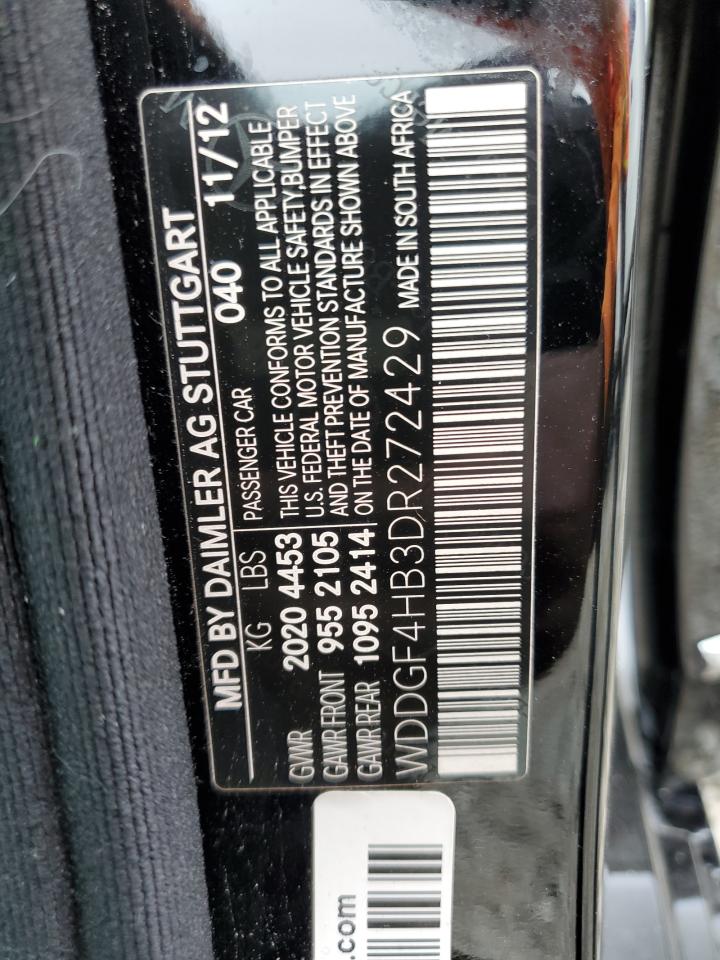 MFD BY DAIMLER AG STUTTGART
040 11/12
KG LBS PASSENGER CAR
GVWR 2020 4453 THIS VEHICLE CONFORMS TO ALL APPLICABLE
U.S. FEDERAL MOTOR VEHICLE SAFETY,BUMPER
GAWR FRONT 955 2105 AND THEFT PREVENTION STANDARDS IN EFFECT
GAWR REAR 1095 2414 ON THE DATE OF MANUFACTURE SHOWN ABOVE
WDDGF4HB3DR272429 MADE IN SOUTH AFRICA
.com